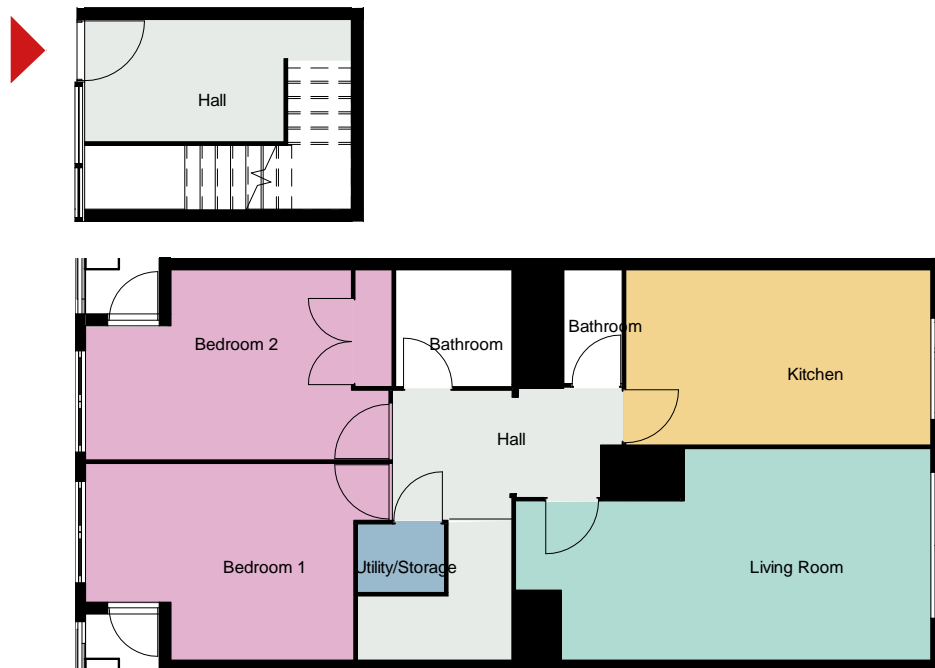 Hall
Bedroom 2
Bathroom
Bathroom
Kitchen
Hall
Bedroom 1
Utility/Storage
Living Room